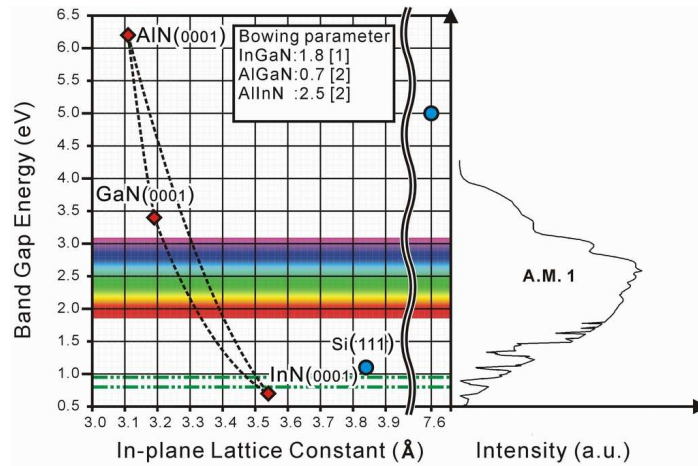 6.5
6.0
5.5
5.0
4.5
4.0
3.5
3.0
2.5
2.0
1.5
1.0
0.5
Band Gap Energy (eV)
AlN(0001)
Bowing parameter
InGaN:1.8 [1]
AlGaN:0.7 [2]
AlInN :2.5 [2]
GaN(0001)
A.M. 1
Si(111)
InN(0001)
3.0 3.1 3.2 3.3 3.4 3.5 3.6 3.7 3.8 3.9 7.6
In-plane Lattice Constant (Å)
Intensity (a.u.)